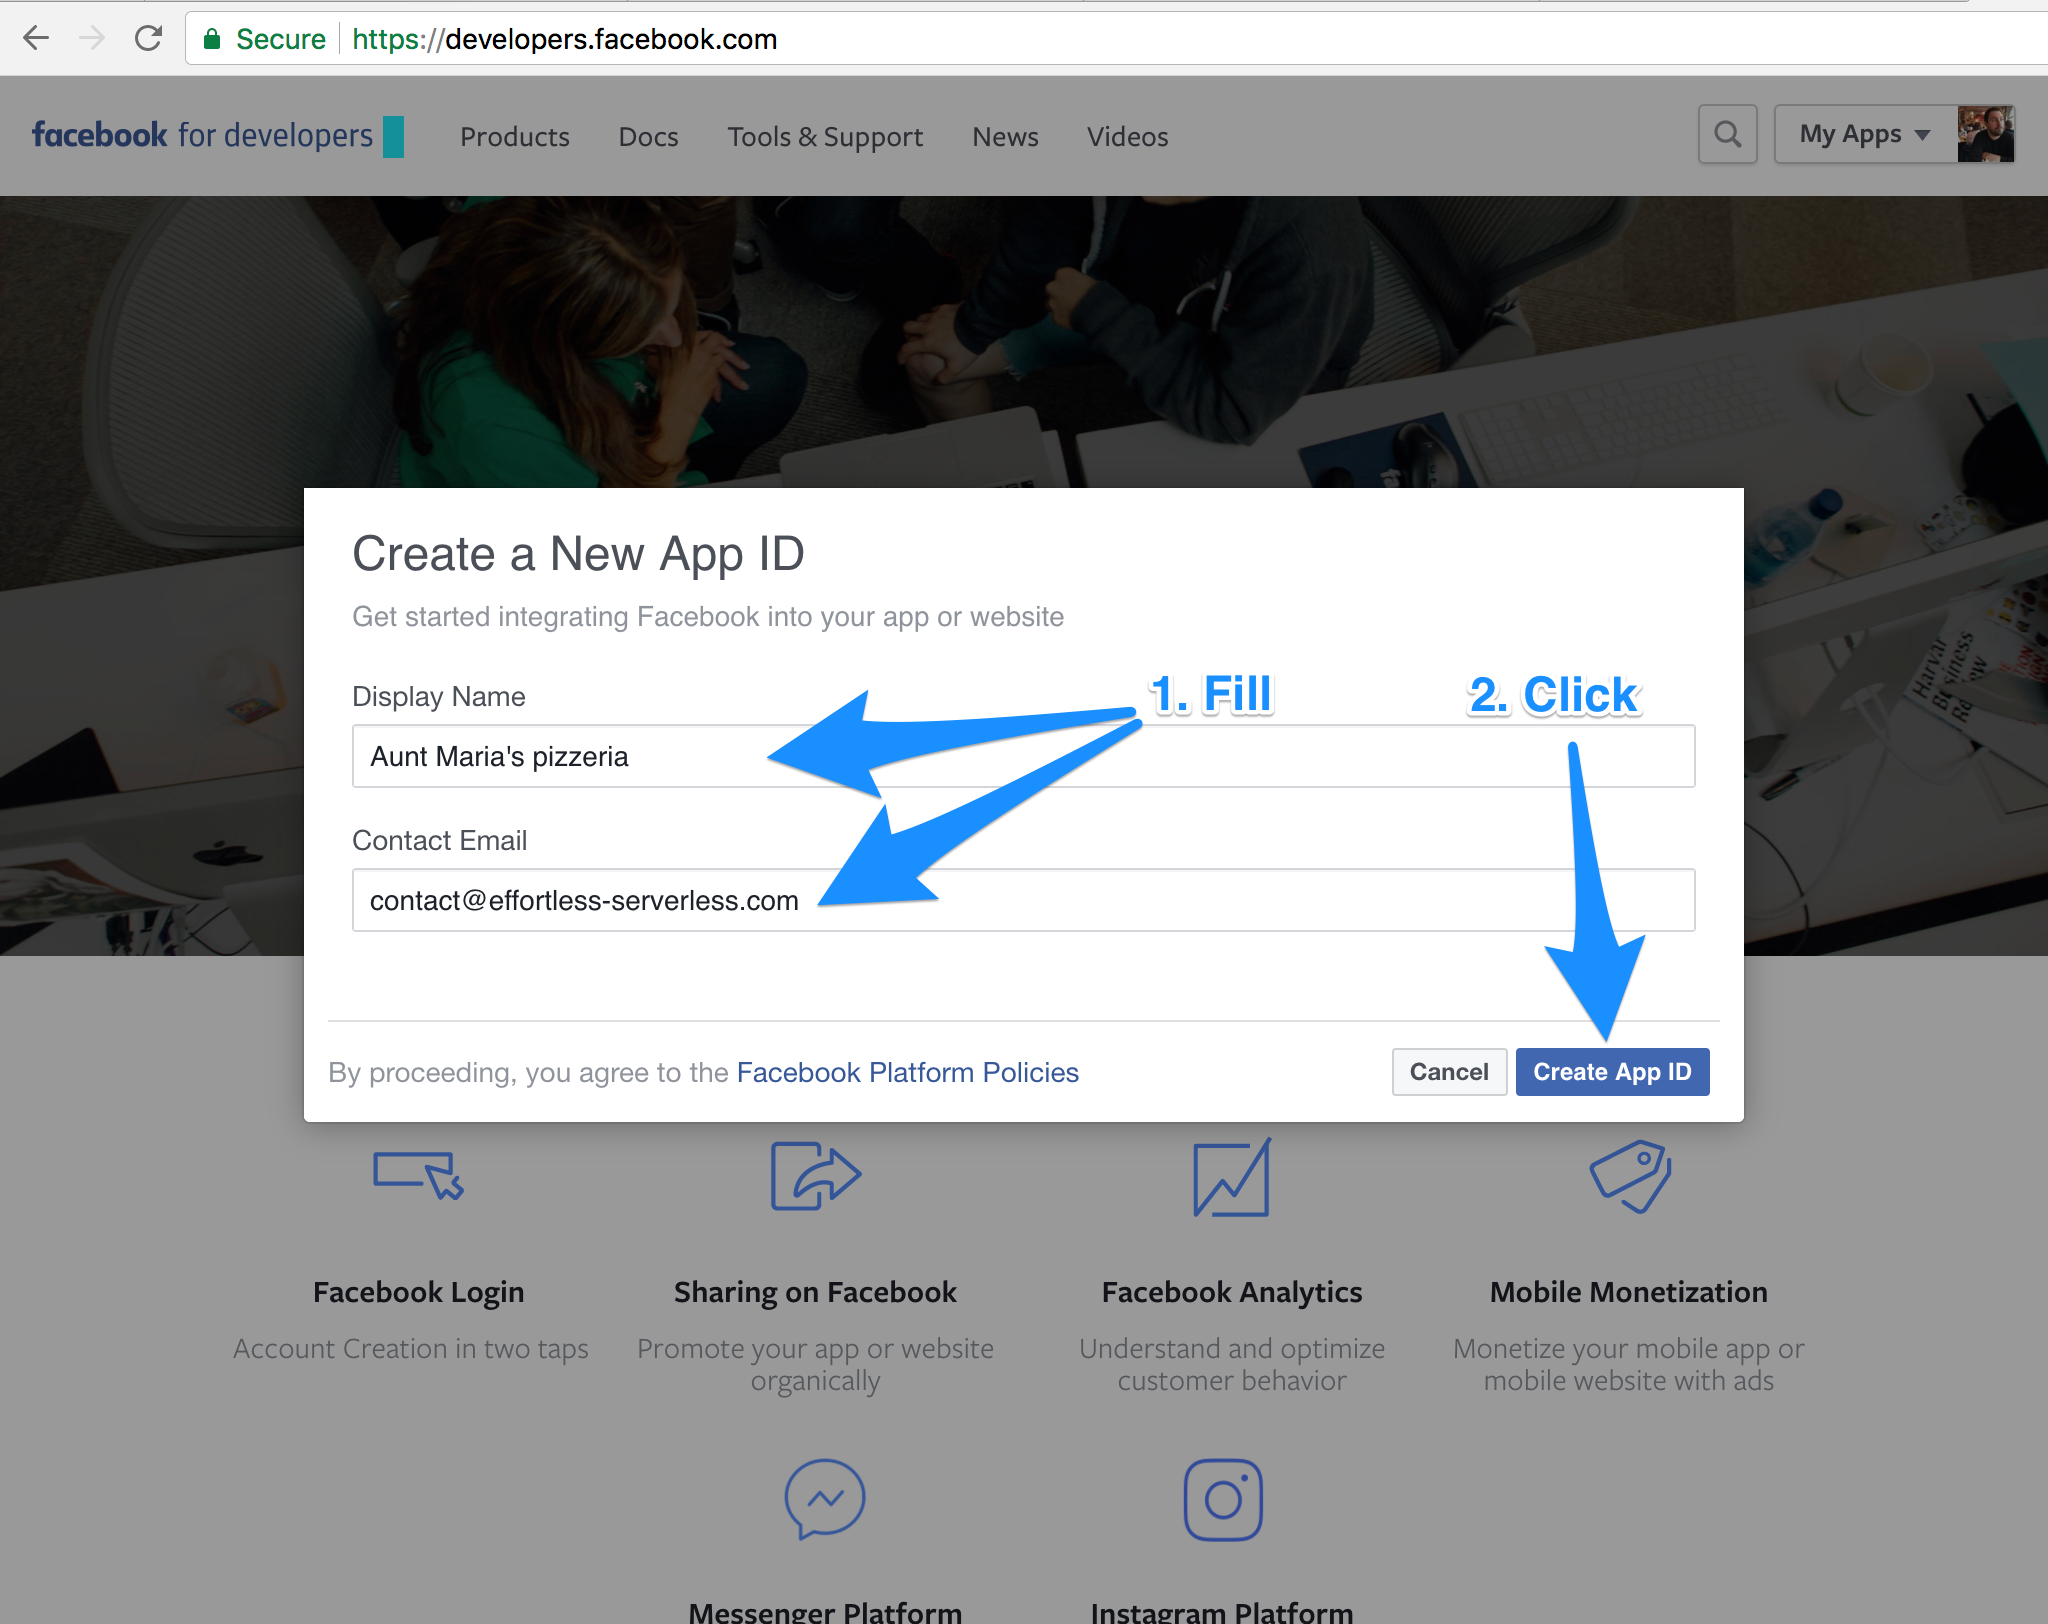 Secure https://developers.facebook.com
facebook for developers
Products
Docs
Tools & Support
News
Videos
My Apps
Create a New App ID
Get started integrating Facebook into your app or website
1. Fill
2. Click
Display Name
Aunt Maria's pizzeria
Contact Email
contact@effortless-serverless.com
By proceeding, you agree to the Facebook Platform Policies
Cancel
Create App ID
Harvar
Business
Facebook Login
Account Creation in two taps
Sharing on Facebook
Promote your app or website
organically
Facebook Analytics
Understand and optimize
customer behavior
Mobile Monetization
Monetize your mobile app or
mobile website with ads
Messenger Platform
Instagram Platform